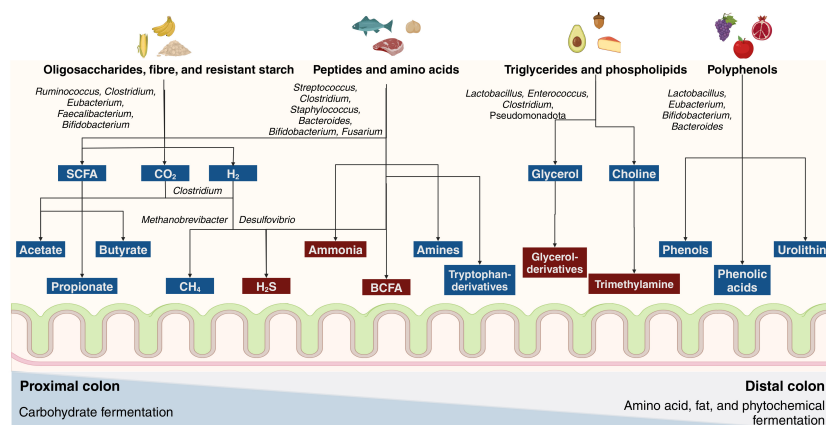 Oligosaccharides, fibre, and resistant starch
Peptides and amino acids
Triglycerides and phospholipids
Polyphenols
Ruminococcus, Clostridium,
Eubacterium,
Faecalibacterium,
Bifidobacterium
Streptococcus,
Clostridium,
Staphylococcus,
Bacteroides,
Bifidobacterium, Fusarium
Lactobacillus, Enterococcus,
Clostridium,
Pseudomonadota
Lactobacillus,
Eubacterium,
Bifidobacterium,
Bacteroides
SCFA
CO₂
H₂
Glycerol
Choline
Clostridium
Methanobrevibacter
Desulfovibrio
Acetate
Butyrate
Ammonia
Amines
Phenols
Urolithin
Propionate
CH₄
H₂S
BCFA
Tryptophan-
derivatives
Glycerol-
derivatives
Trimethylamine
Phenolic
acids
Proximal colon
Carbohydrate fermentation
Distal colon
Amino acid, fat, and phytochemical
fermentation